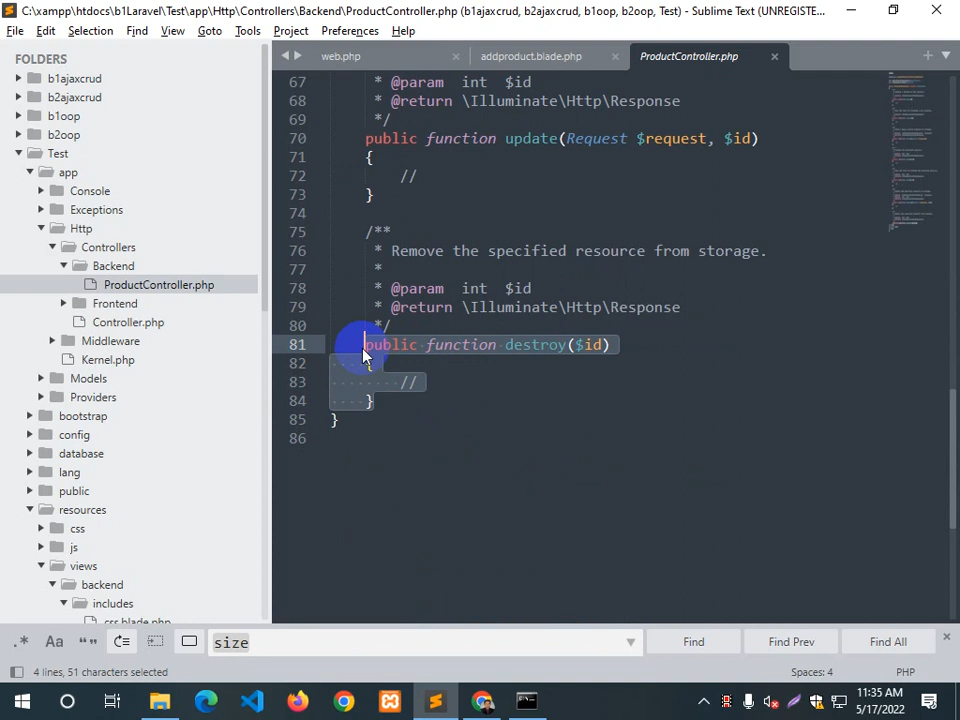 C:\xampp\htdocs\b1Laravel\Test\app\Http\Controllers\Backend\ProductController.php (b1ajaxcrud, b2ajaxcrud, b1oop, b2oop, Test) - Sublime Text (UNREGISTE...
File Edit Selection Find View Goto Tools Project Preferences Help
FOLDERS
b1ajaxcrud
b2ajaxcrud
b1oop
b2oop
Test
app
Console
Exceptions
Http
Controllers
Backend
ProductController.php
Frontend
Controller.php
Middleware
Kernel.php
Models
Providers
bootstrap
config
database
lang
public
resources
css
js
views
backend
includes
css.blade.php
web.php addproduct.blade.php ProductController.php
67 * @param int $id
68 * @return \Illuminate\Http\Response
69 */
70 public function update(Request $request, $id)
71 {
72 //
73 }
74
75 /**
76 * Remove the specified resource from storage.
77 *
78 * @param int $id
79 * @return \Illuminate\Http\Response
80 */
81 public function destroy($id)
82 {
83 //
84 }
85 }
86
.* Aa “” size Find Find Prev Find All
4 lines, 51 characters selected Spaces: 4 PHP
11:35 AM
5/17/2022